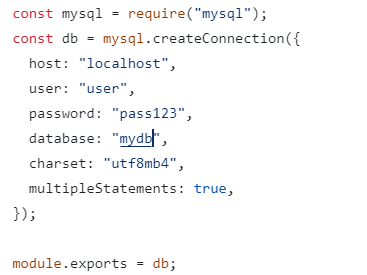 const mysql = require("mysql");
const db = mysql.createConnection({
  host: "localhost",
  user: "user",
  password: "pass123",
  database: "mydb",
  charset: "utf8mb4",
  multipleStatements: true,
});
module.exports = db;